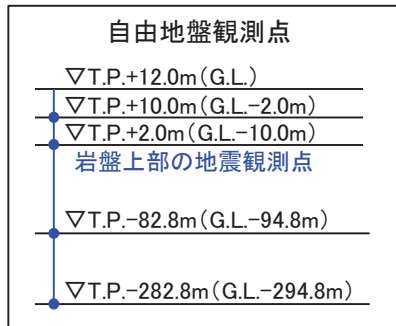 自由地盤観測点
▽T.P.+12.0m(G.L.)
▽T.P.+10.0m(G.L.−2.0m)
▽T.P.+2.0m(G.L.−10.0m)
岩盤上部の地震観測点
▽T.P.−82.8m(G.L.−94.8m)
▽T.P.−282.8m(G.L.−294.8m)